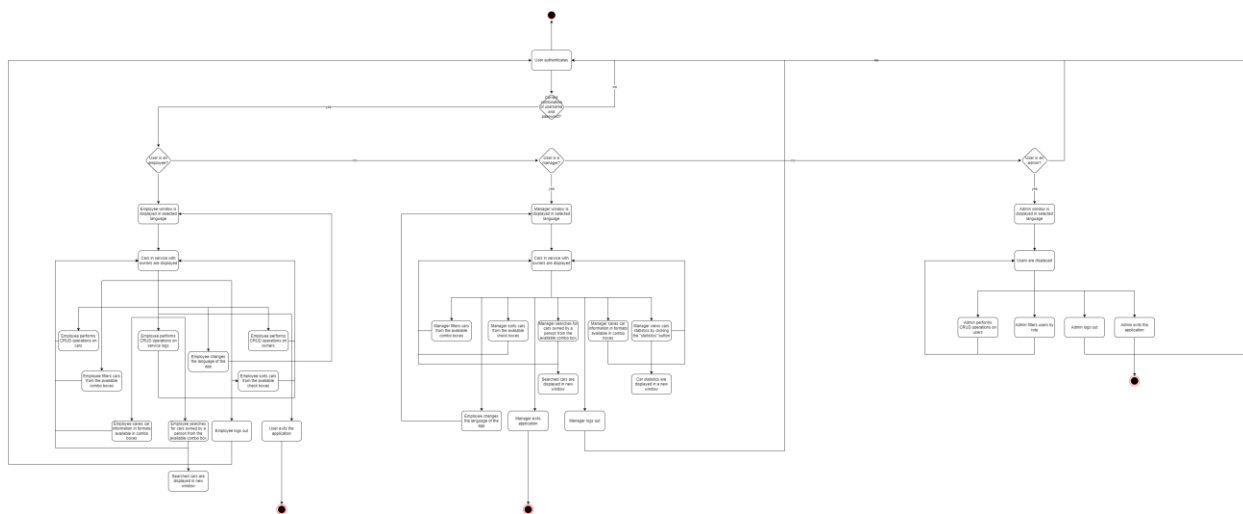 User authenticates
Correct
combination
of username
and
password?
yes
no
no
User is an
employee?
no
User is a
manager?
no
User is an
admin?
yes
yes
Employee window is
displayed in selected
language
Manager window is
displayed in selected
language
Admin window is
displayed in selected
language
Cars in service with
owners are displayed
Cars in service with
owners are displayed
Users are displayed
Employee performs
CRUD operations on
cars
Employee performs
CRUD operations on
service logs
Employee performs
CRUD operations on
owners
Employee changes
the language of the
app
Employee filters cars
from the available
combo boxes
Employee sorts cars
from the available
check boxes
Manager filters cars
from the available
combo boxes
Manager sorts cars
from the available
check boxes
Manager searches for
cars owned by a
person from the
available combo box
Manager views car
information in formats
available in combo
boxes
Manager views cars
statistics by clicking
the "statistics" button
Admin performs
CRUD operations on
users
Admin filters users by
role
Admin logs out
Admin exits the
application
Searched cars are
displayed in new
window
Car statistics are
displayed in a new
window
Employee views car
information in formats
available in combo
boxes
Employee searches
for cars owned by a
person from the
available combo box
Employee logs out
User exits the
application
Employee changes
the language of the
app
Manager exits
application
Manager logs out
Searched cars are
displayed in new
window